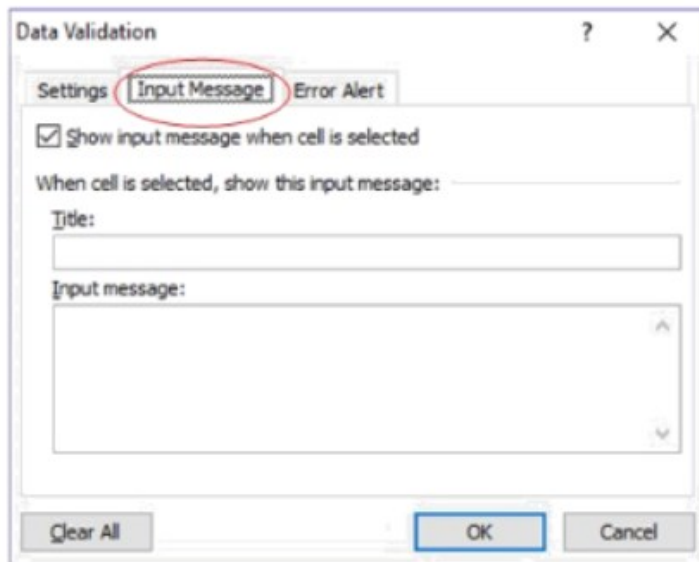 Data Validation ? ×
Settings Input Message Error Alert
Show input message when cell is selected
When cell is selected, show this input message:
Title:
Input message:
Clear All OK Cancel